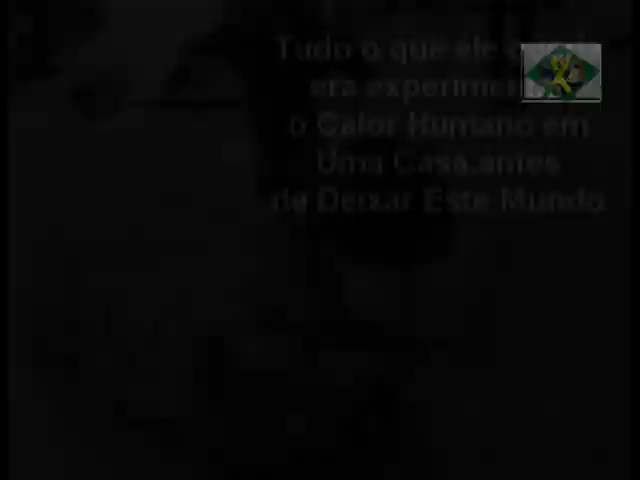 Tudo o que ele
era
o Calor Humano em
Uma Casa antes
de Deixar Este Mundo